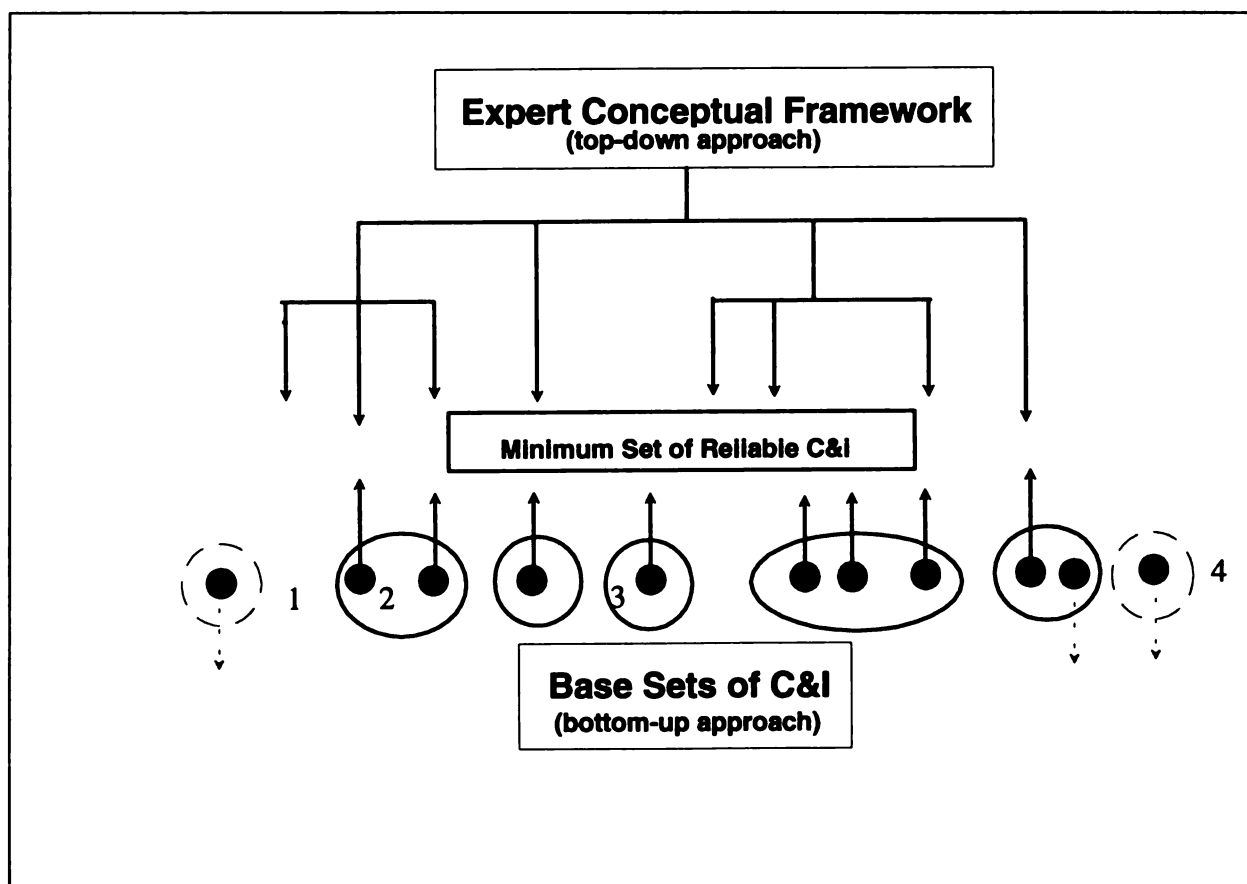 Expert Conceptual Framework
(top-down approach)
Minimum Set of Reliable C&I
1 2 3 4
Base Sets of C&I
(bottom-up approach)